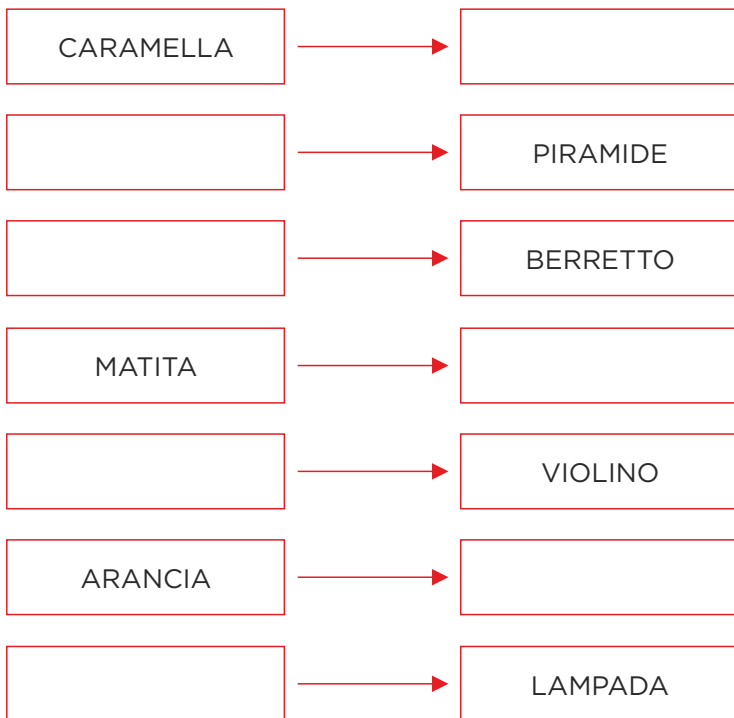 CARAMELLA
PIRAMIDE
BERRETTO
MATITA
VIOLINO
ARANCIA
LAMPADA